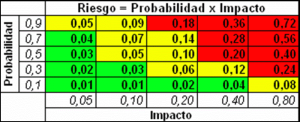 Riesgo = Probabilidad x Impacto
Probabilidad
0,9 0,05 0,09 0,18 0,36 0,72
0,7 0,04 0,07 0,14 0,28 0,56
0,5 0,03 0,05 0,10 0,20 0,40
0,3 0,02 0,03 0,06 0,12 0,24
0,1 0,01 0,01 0,02 0,04 0,08
0,05 0,10 0,20 0,40 0,80
Impacto